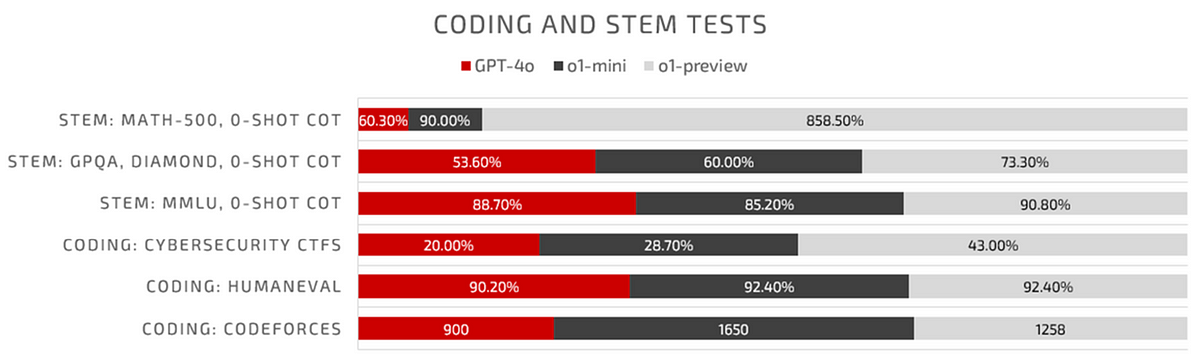 CODING AND STEM TESTS
GPT-4o o1-mini o1-preview
STEM: MATH-500, 0-SHOT COT 60.30% 90.00% 858.50%
STEM: GPQA, DIAMOND, 0-SHOT COT 53.60% 60.00% 73.30%
STEM: MMLU, 0-SHOT COT 88.70% 85.20% 90.80%
CODING: CYBERSECURITY CTFS 20.00% 28.70% 43.00%
CODING: HUMANEVAL 90.20% 92.40% 92.40%
CODING: CODEFORCES 900 1650 1258